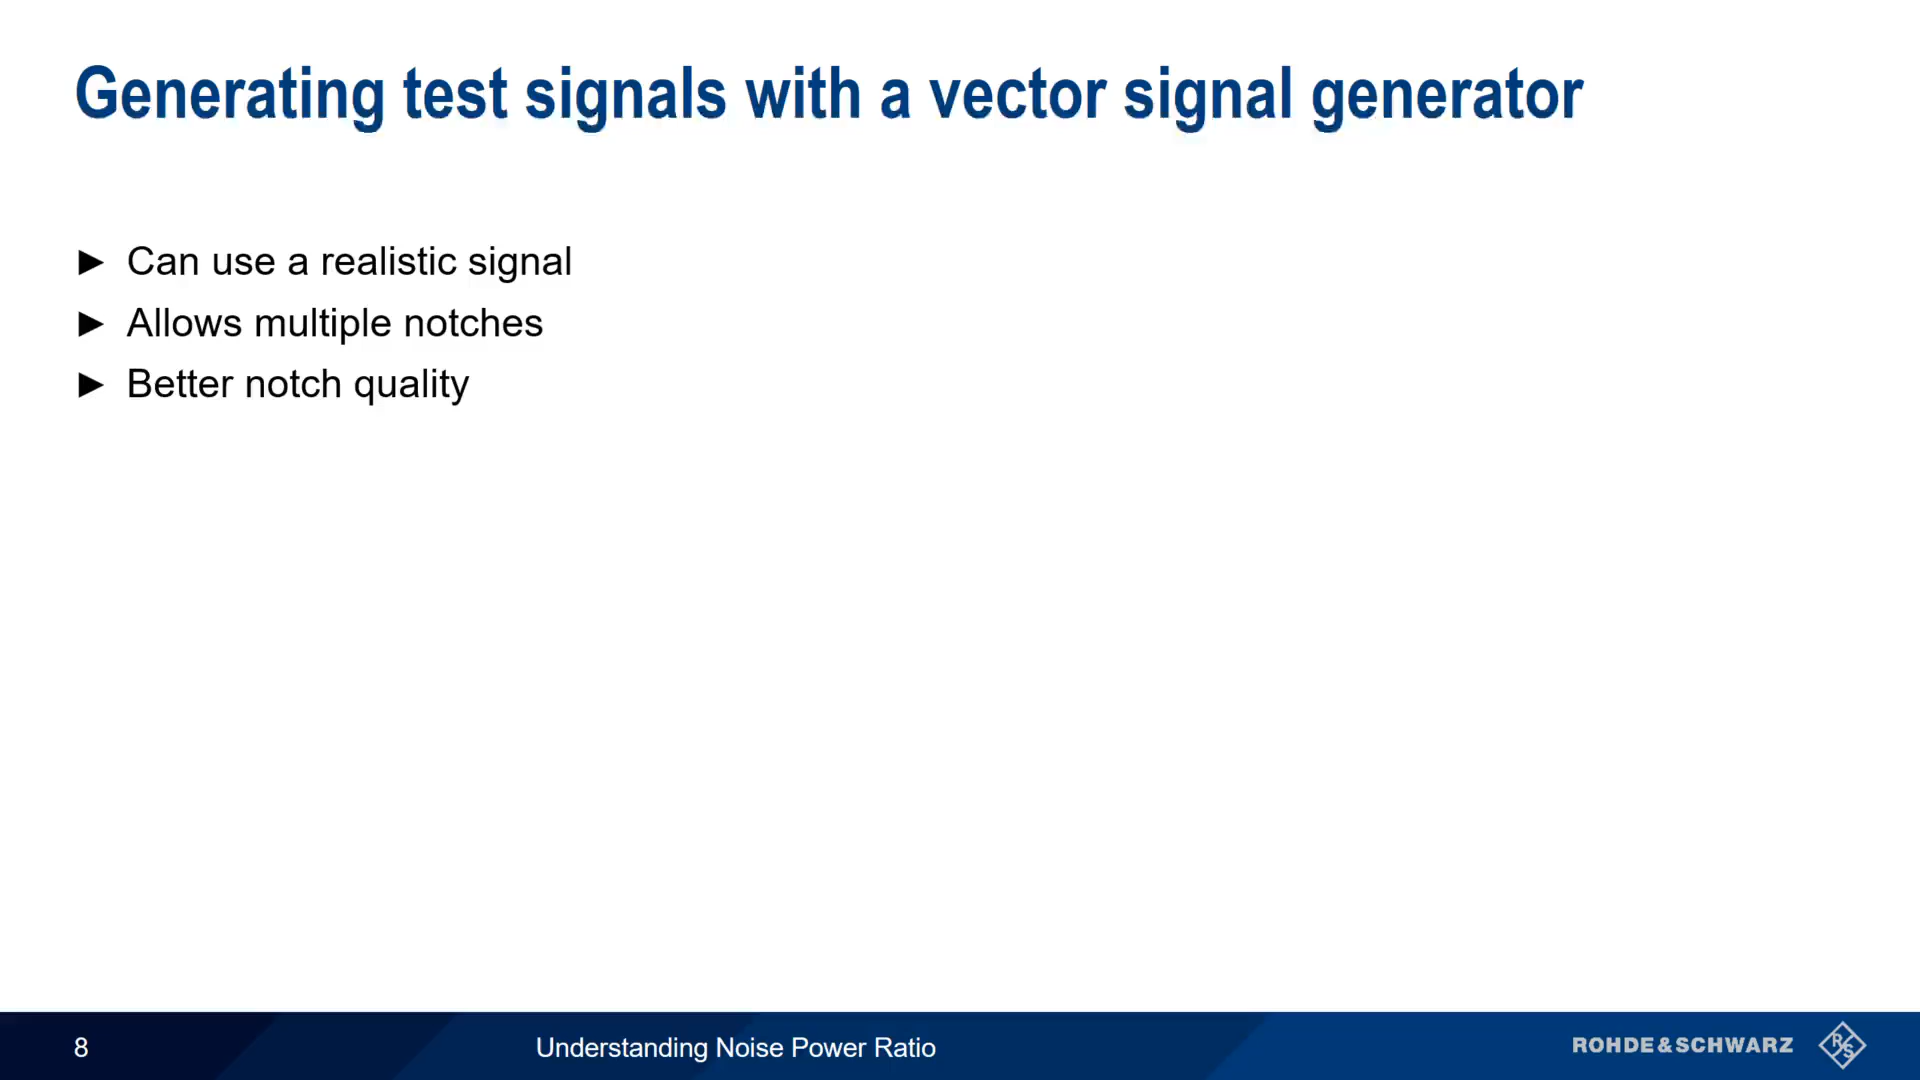 Generating test signals with a vector signal generator
► Can use a realistic signal
► Allows multiple notches
► Better notch quality
8
Understanding Noise Power Ratio
ROHDE&SCHWARZ
R&S